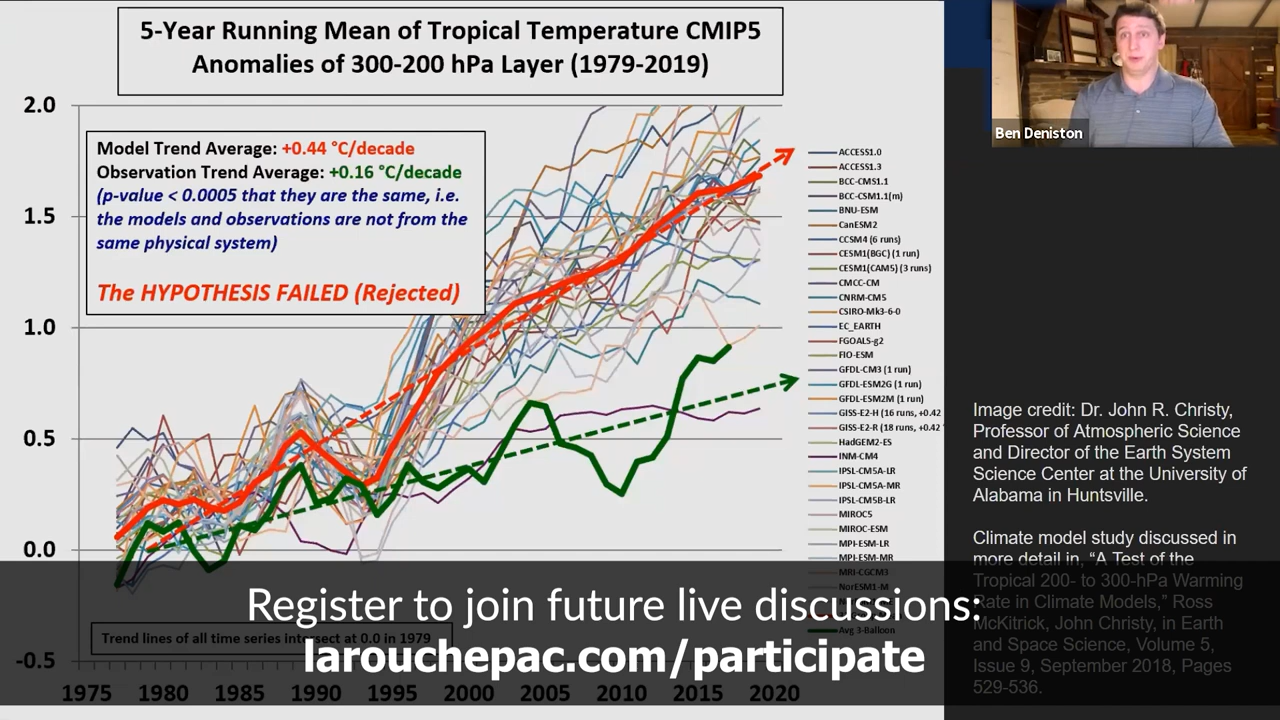 5-Year Running Mean of Tropical Temperature CMIP5
Anomalies of 300-200 hPa Layer (1979-2019)
2.0
1.5
1.0
0.5
0.0
-0.5
Model Trend Average: +0.44 °C/decade
Observation Trend Average: +0.16 °C/decade
(p-value < 0.0005 that they are the same, i.e.
the models and observations are not from the
same physical system)
The HYPOTHESIS FAILED (Rejected)
ACCESS1.0
ACCESS1.3
BCC-CMS1.1
BCC-CSM1.1(m)
BNU-ESM
CanESM2
CCSM4 (6 runs)
CESM1(BGC) (1 run)
CESM1(CAM5) (3 runs)
CMCC-CM
CNRM-CM5
CSIRO-Mk3-6-0
EC_EARTH
FGOALS-g2
FIO-ESM
GFDL-CM3 (1 run)
GFDL-ESM2G (1 run)
GFDL-ESM2M (1 run)
GISS-E2-H (16 runs, +0.42
GISS-E2-R (18 runs, +0.42
HadGEM2-ES
INM-CM4
IPSL-CM5A-LR
IPSL-CM5A-MR
IPSL-CM5B-LR
MIROC5
MIROC-ESM
MPI-ESM-LR
MPI-ESM-MR
MRI-CGCM3
NorESM1-M
Avg 3-Balloon
Trend lines of all time series intersect at 0.0 in 1979
1975 1980 1985 1990 1995 2000 2005 2010 2015 2020
Ben Deniston
Image credit: Dr. John R. Christy,
Professor of Atmospheric Science
and Director of the Earth System
Science Center at the University of
Alabama in Huntsville.
Climate model study discussed in
more detail in, “A Test of the
Tropical 200- to 300-hPa Warming
Rate in Climate Models,” Ross
McKitrick, John Christy, in Earth
and Space Science, Volume 5,
Issue 9, September 2018, Pages
529-536.
Register to join future live discussions:
larouchepac.com/participate